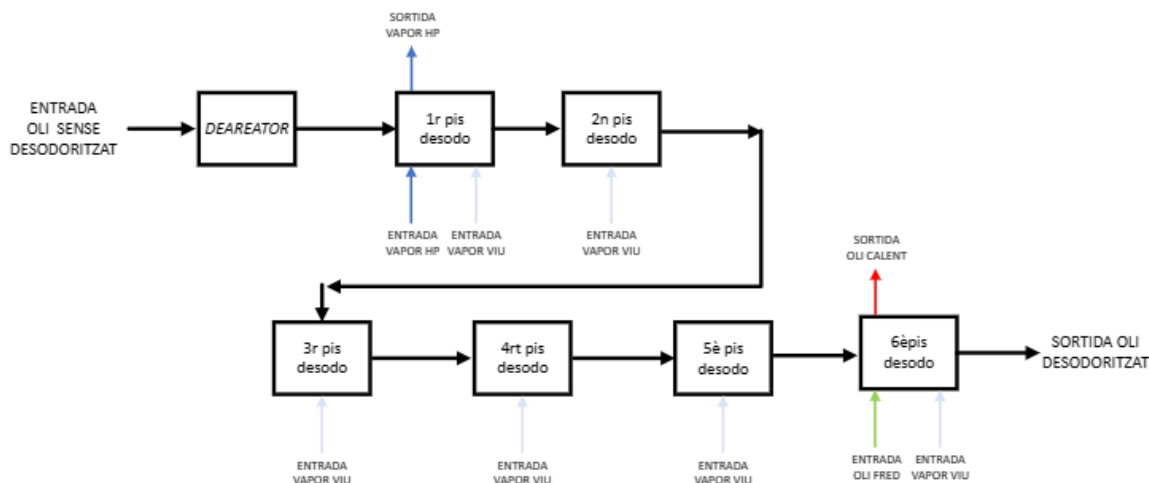 SORTIDA
VAPOR HP
ENTRADA
OLI SENSE
DESODORITZAT
DEAREATOR
1r pis
desodo
2n pis
desodo
ENTRADA
VAPOR HP
ENTRADA
VAPOR VIU
ENTRADA
VAPOR VIU
SORTIDA
OLI CALENT
3r pis
desodo
4rt pis
desodo
5è pis
desodo
6èpis
desodo
SORTIDA OLI
DESODORITZAT
ENTRADA
VAPOR VIU
ENTRADA
VAPOR VIU
ENTRADA
VAPOR VIU
ENTRADA
OLI FRED
ENTRADA
VAPOR VIU